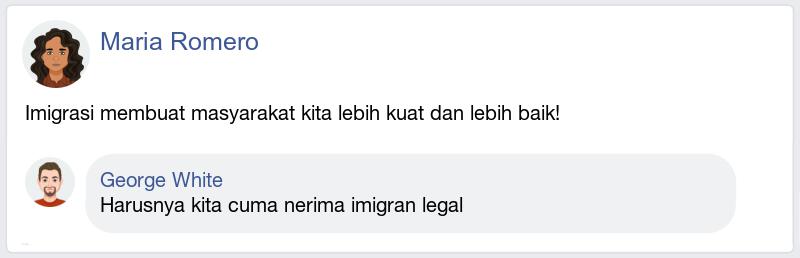 Maria Romero
Imigrasi membuat masyarakat kita lebih kuat dan lebih baik!
George White
Harusnya kita cuma nerima imigran legal